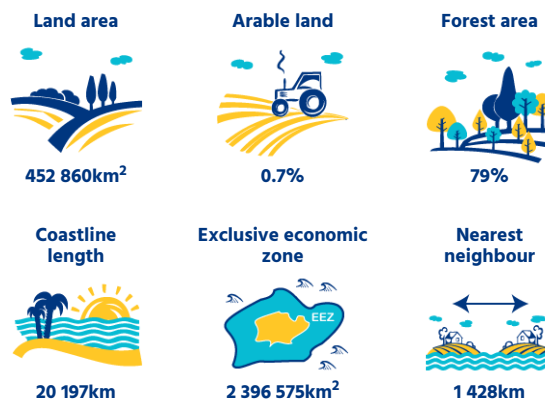 Land area
Arable land
Forest area
452 860km²
0.7%
79%
Coastline
length
Exclusive economic
zone
Nearest
neighbour
EEZ
20 197km
2 396 575km²
1 428km